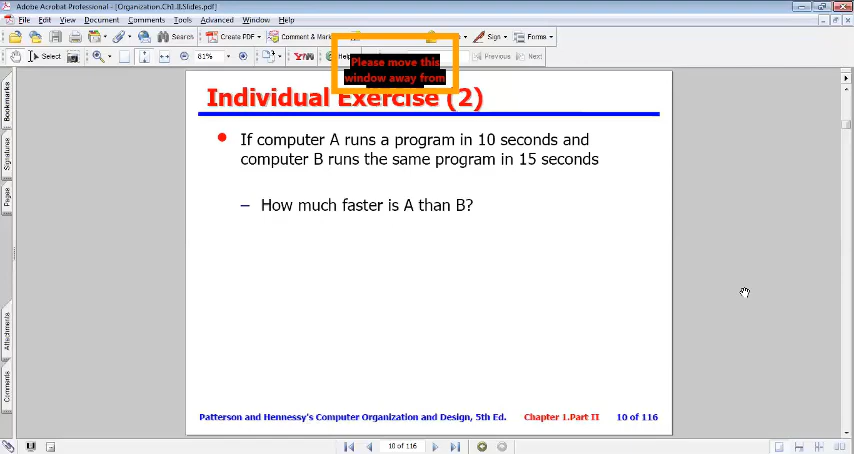 Adobe Acrobat Professional - [Organization.Ch1.II.Slides.pdf]
File Edit View Document Comments Tools Advanced Window Help
Search Create PDF Comment & Mark Sign Forms
Select 81% Help Previous Next
Please move this
window away from
Bookmarks
Signatures
Pages
Attachments
Comments
Individual Exercise (2)
• If computer A runs a program in 10 seconds and
computer B runs the same program in 15 seconds
– How much faster is A than B?
Patterson and Hennessy's Computer Organization and Design, 5th Ed. Chapter 1.Part II 10 of 116
10 of 116